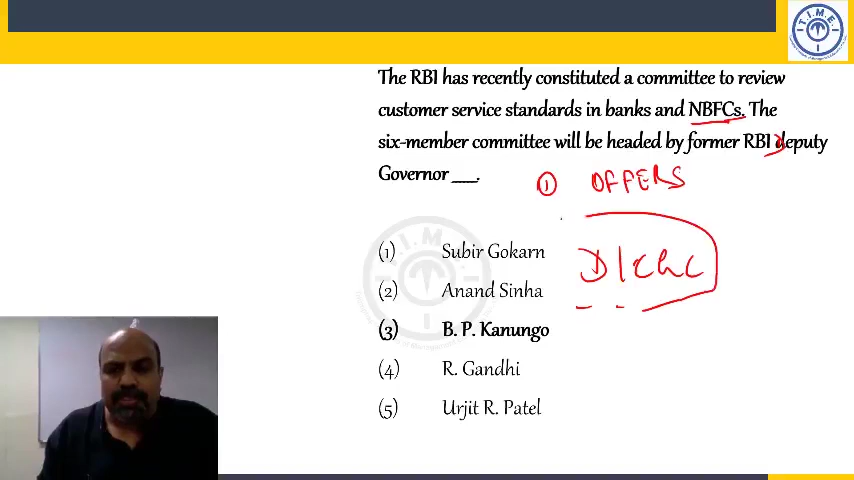 T.I.M.E.
The RBI has recently constituted a committee to review
customer service standards in banks and NBFCs. The
six-member committee will be headed by former RBI deputy
Governor ___.
① OFFERS
(1) Subir Gokarn
(2) Anand Sinha
(3) B. P. Kanungo
(4) R. Gandhi
(5) Urjit R. Patel